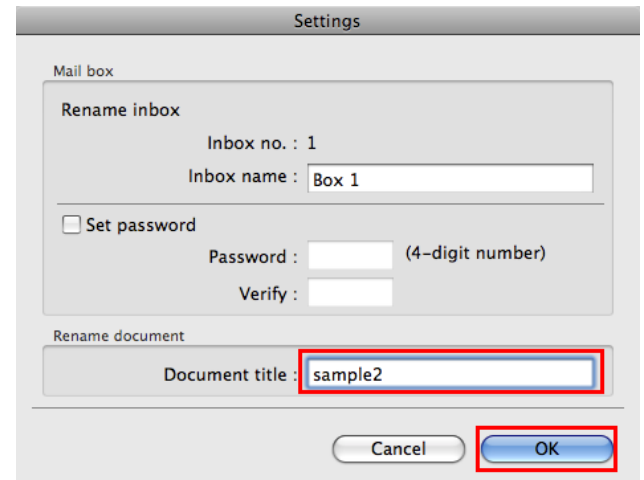 Settings
Mail box
Rename inbox
Inbox no. : 1
Inbox name : Box 1
Set password
Password : (4-digit number)
Verify :
Rename document
Document title : sample2
Cancel OK